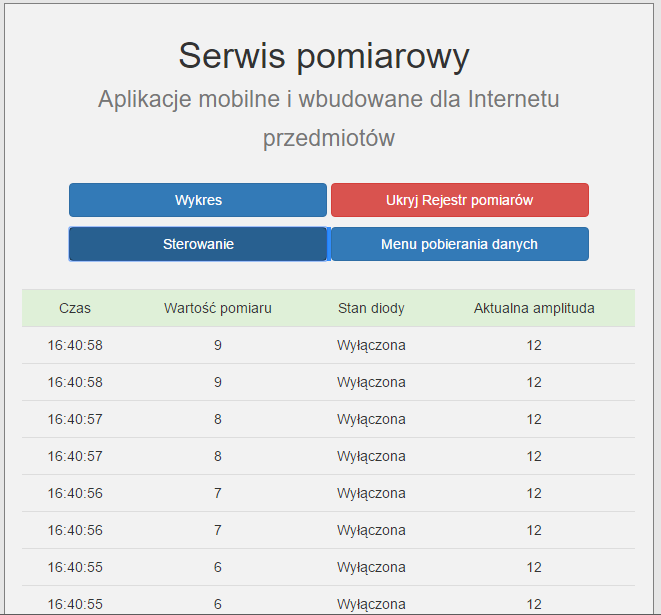 Serwis pomiarowy
Aplikacje mobilne i wbudowane dla Internetu
przedmiotów
Wykres Ukryj Rejestr pomiarów
Sterowanie Menu pobierania danych
Czas Wartość pomiaru Stan diody Aktualna amplituda
16:40:58 9 Wyłączona 12
16:40:58 9 Wyłączona 12
16:40:57 8 Wyłączona 12
16:40:57 8 Wyłączona 12
16:40:56 7 Wyłączona 12
16:40:56 7 Wyłączona 12
16:40:55 6 Wyłączona 12
16:40:55 6 Wyłączona 12